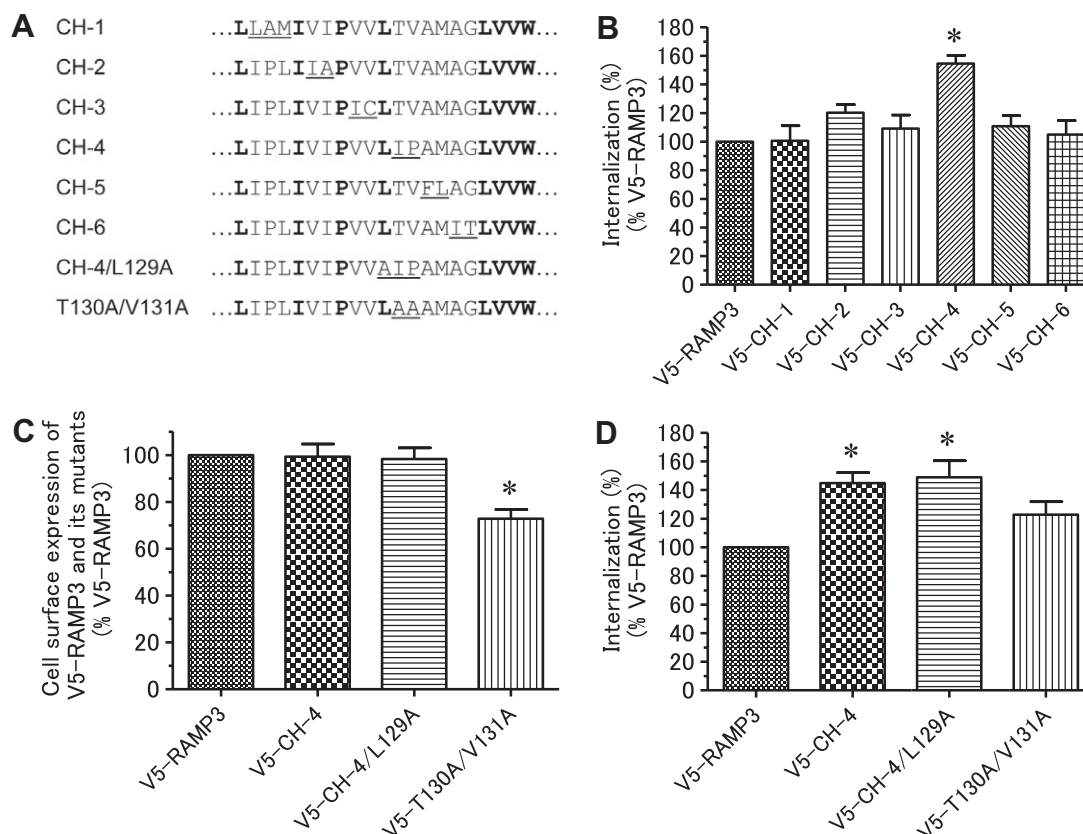 A
CH-1 ...LLAMIVIPVVLTVAMAGLVVW...
CH-2 ...LIPLIIAPVVLTVAMAGLVVW...
CH-3 ...LIPLIVIPICLTVAMAGLVVW...
CH-4 ...LIPLIVIPVVLIPAMAGLVVW...
CH-5 ...LIPLIVIPVVLTVFLAGLVVW...
CH-6 ...LIPLIVIPVVLTVAMITLVVW...
CH-4/L129A ...LIPLIVIPVVAIPAMAGLVVW...
T130A/V131A ...LIPLIVIPVVLAAAMAGLVVW...
B
Internalization (%)
(% V5-RAMP3)
180
160
140
120
100
80
60
40
20
0
*
V5-RAMP3
V5-CH-1
V5-CH-2
V5-CH-3
V5-CH-4
V5-CH-5
V5-CH-6
C
Cell surface expression of
V5-RAMP3 and its mutants
(% V5-RAMP3)
100
80
60
40
20
0
*
V5-RAMP3
V5-CH-4
V5-CH-4/L129A
V5-T130A/V131A
D
Internalization (%)
(% V5-RAMP3)
180
160
140
120
100
80
60
40
20
0
*
*
V5-RAMP3
V5-CH-4
V5-CH-4/L129A
V5-T130A/V131A